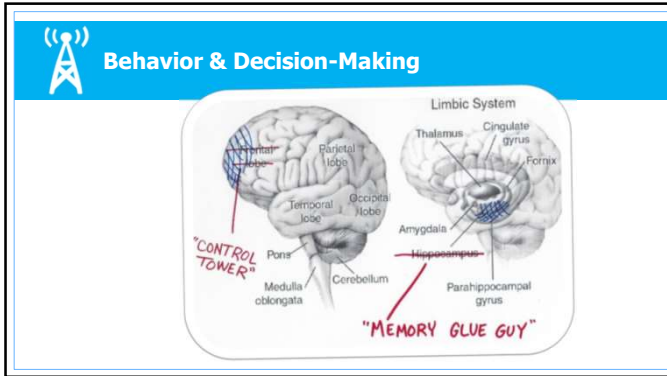 Behavior & Decision-Making
Limbic System
Frontal
lobe
Parietal
lobe
Temporal
lobe
Occipital
lobe
"CONTROL
TOWER"
Pons
Medulla
oblongata
Cerebellum
Thalamus
Cingulate
gyrus
Fornix
Amygdala
Hippocampus
Parahippocampal
gyrus
"MEMORY GLUE GUY"